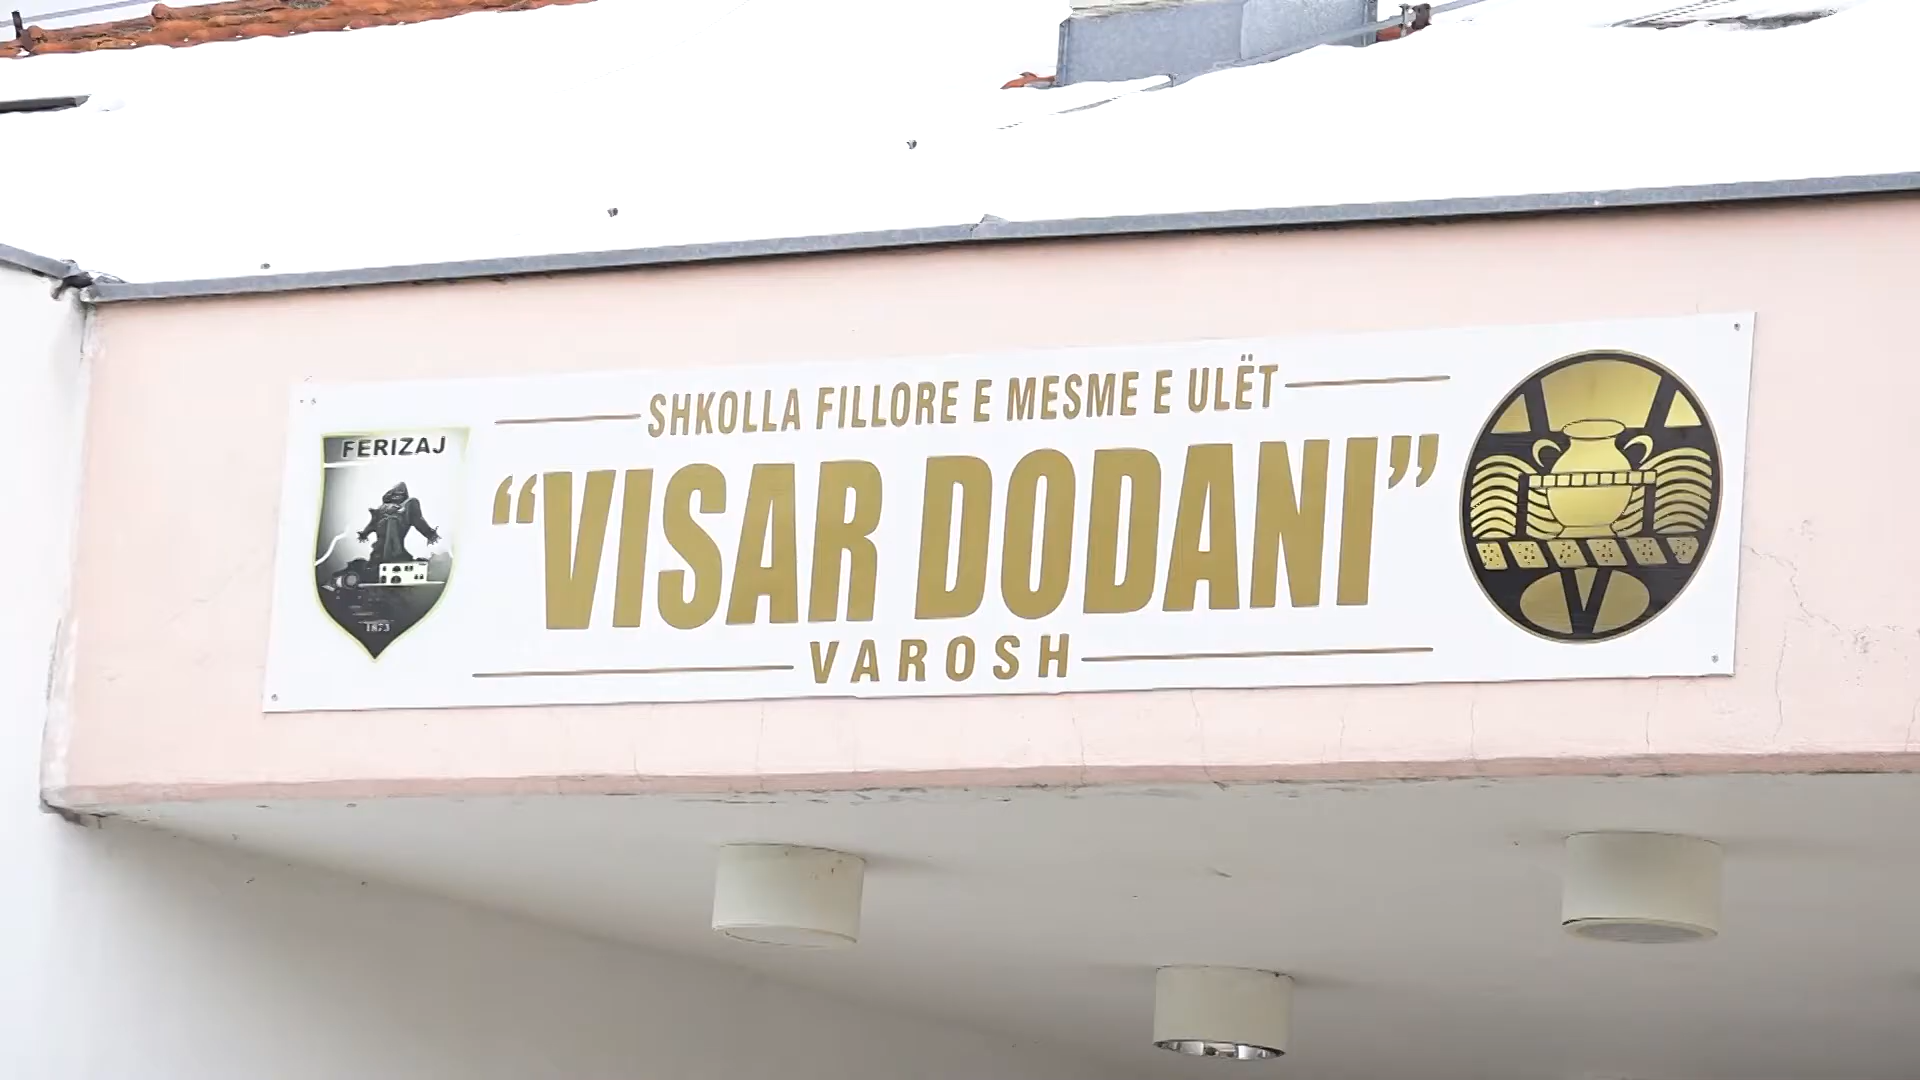 SHKOLLA FILLORE E MESME E ULËT
FERIZAJ
“VISAR DODANI”
1873
VAROSH